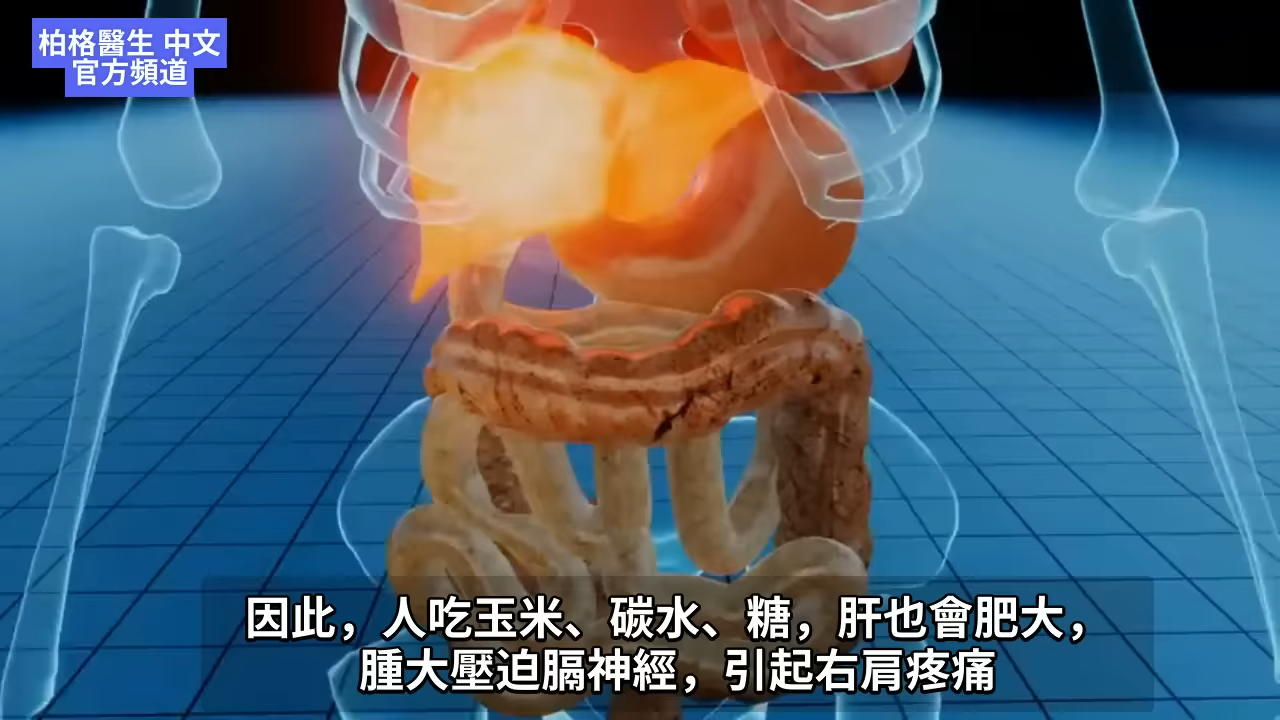 柏格醫生 中文
官方頻道
因此，人吃玉米、碳水、糖，肝也會肥大，
腫大壓迫膈神經，引起右肩疼痛